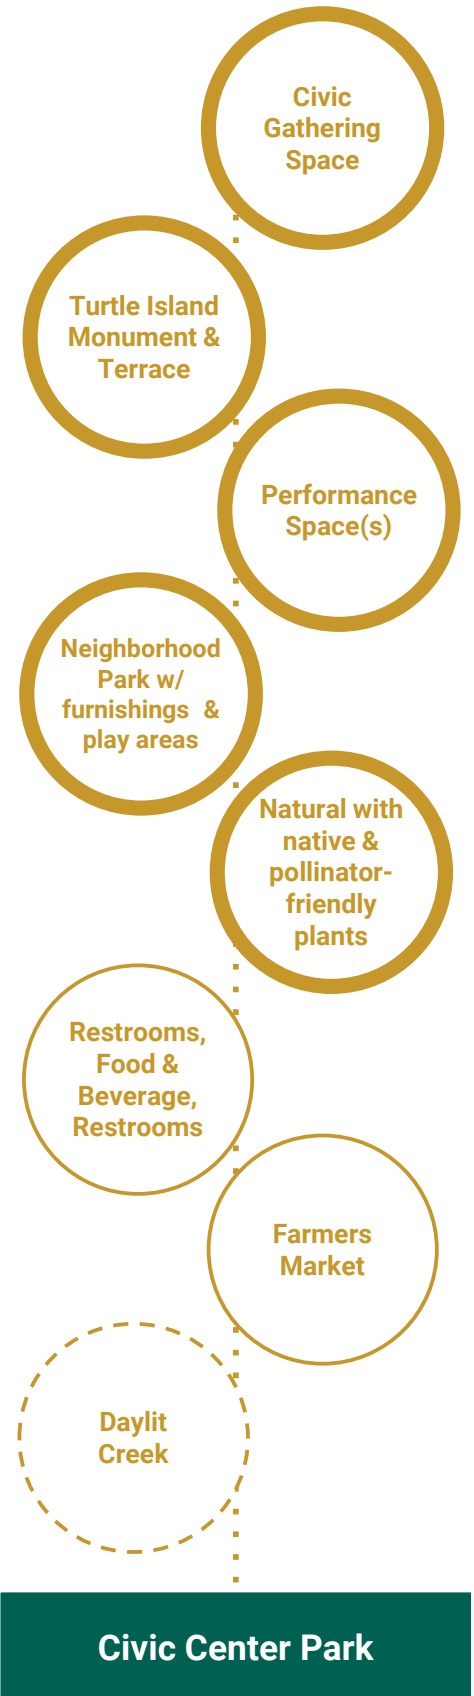 Civic
Gathering
Space
Turtle Island
Monument &
Terrace
Performance
Space(s)
Neighborhood
Park w/
furnishings  &
play areas
Natural with
native &
pollinator-
friendly
plants
Restrooms,
Food &
Beverage,
Restrooms
Farmers
Market
Daylit
Creek
Civic Center Park